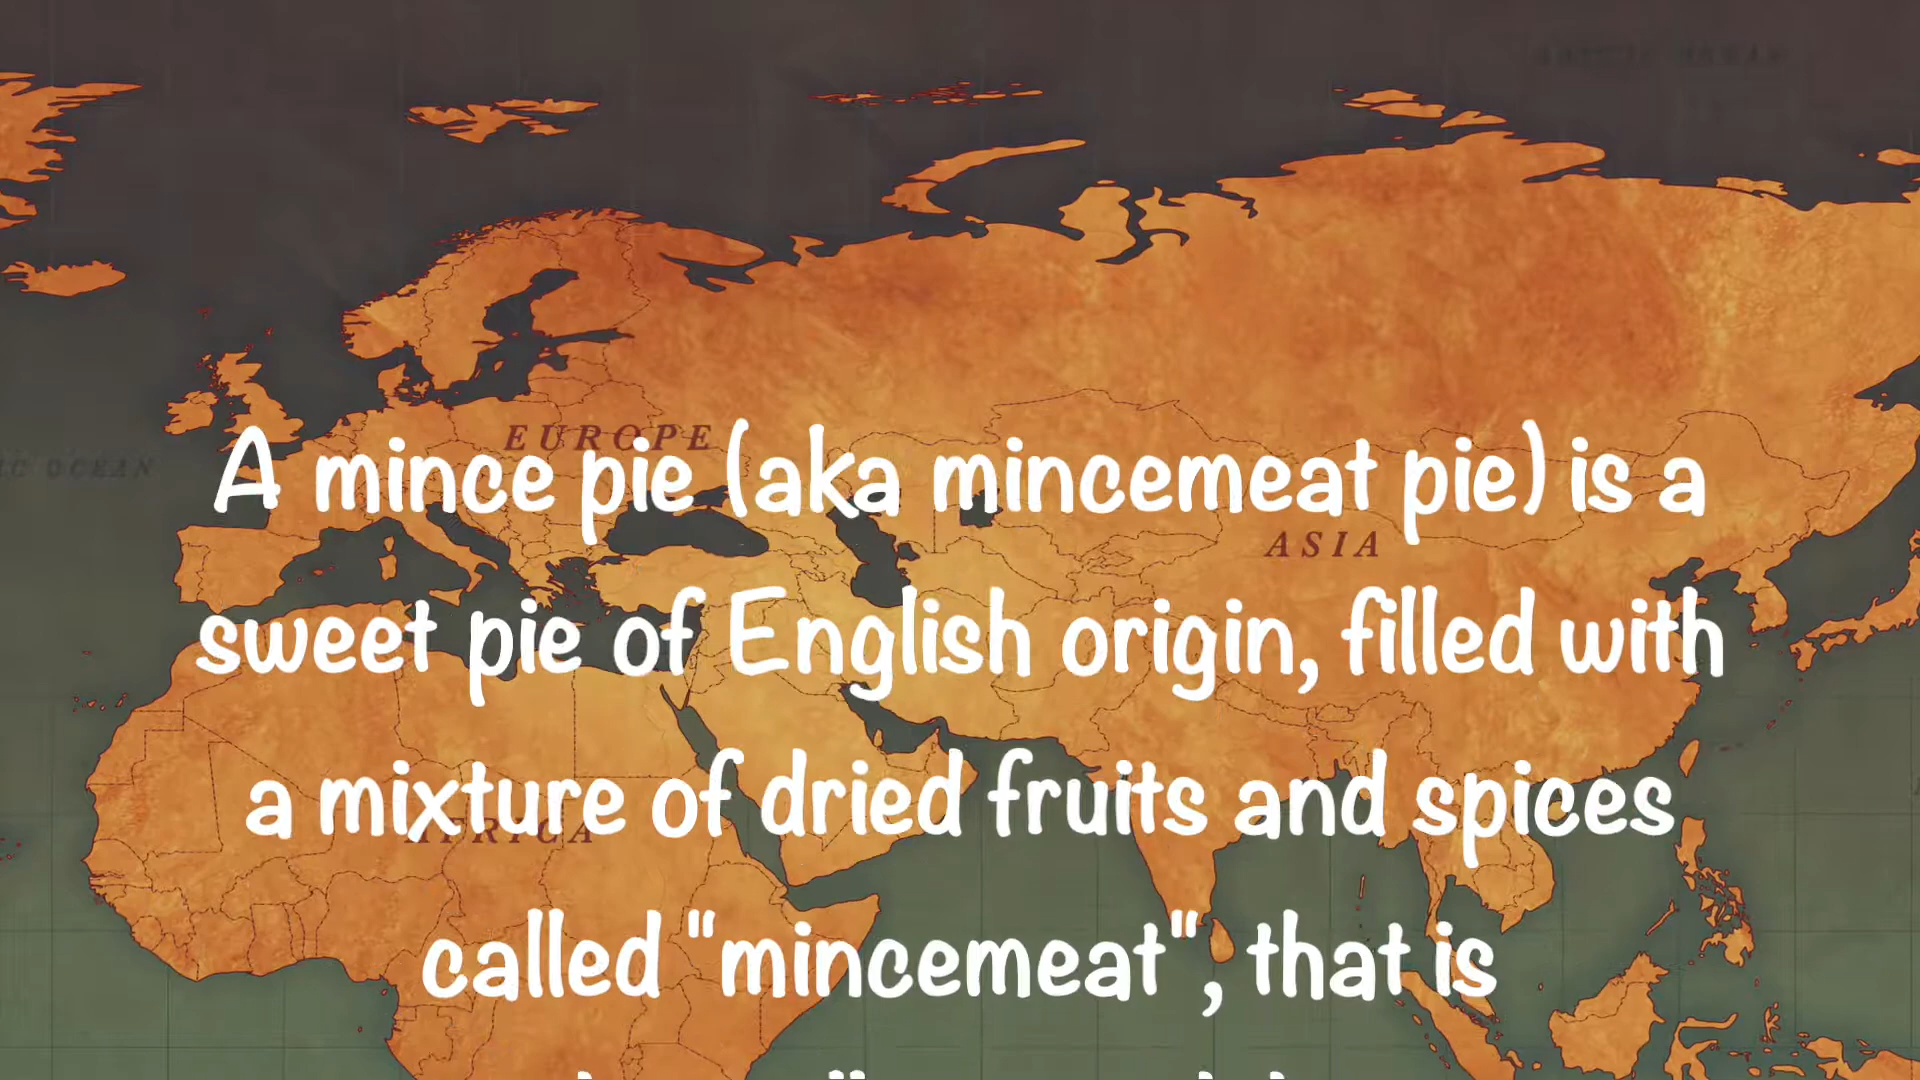 EUROPE
A mince pie (aka mincemeat pie) is a
ASIA
sweet pie of English origin, filled with
a mixture of dried fruits and spices
AFRICA
called "mincemeat", that is